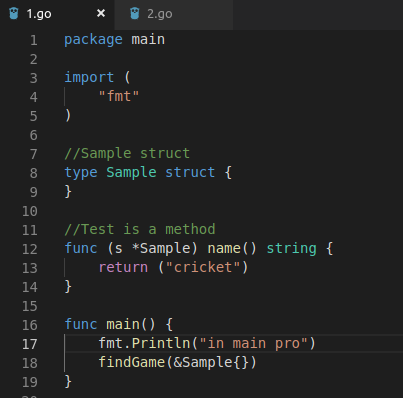 1.go × 2.go
1 package main
2
3 import (
4     "fmt"
5 )
6
7 //Sample struct
8 type Sample struct {
9 }
10
11 //Test is a method
12 func (s *Sample) name() string {
13     return ("cricket")
14 }
15
16 func main() {
17     fmt.Println("in main pro")
18     findGame(&Sample{})
19 }